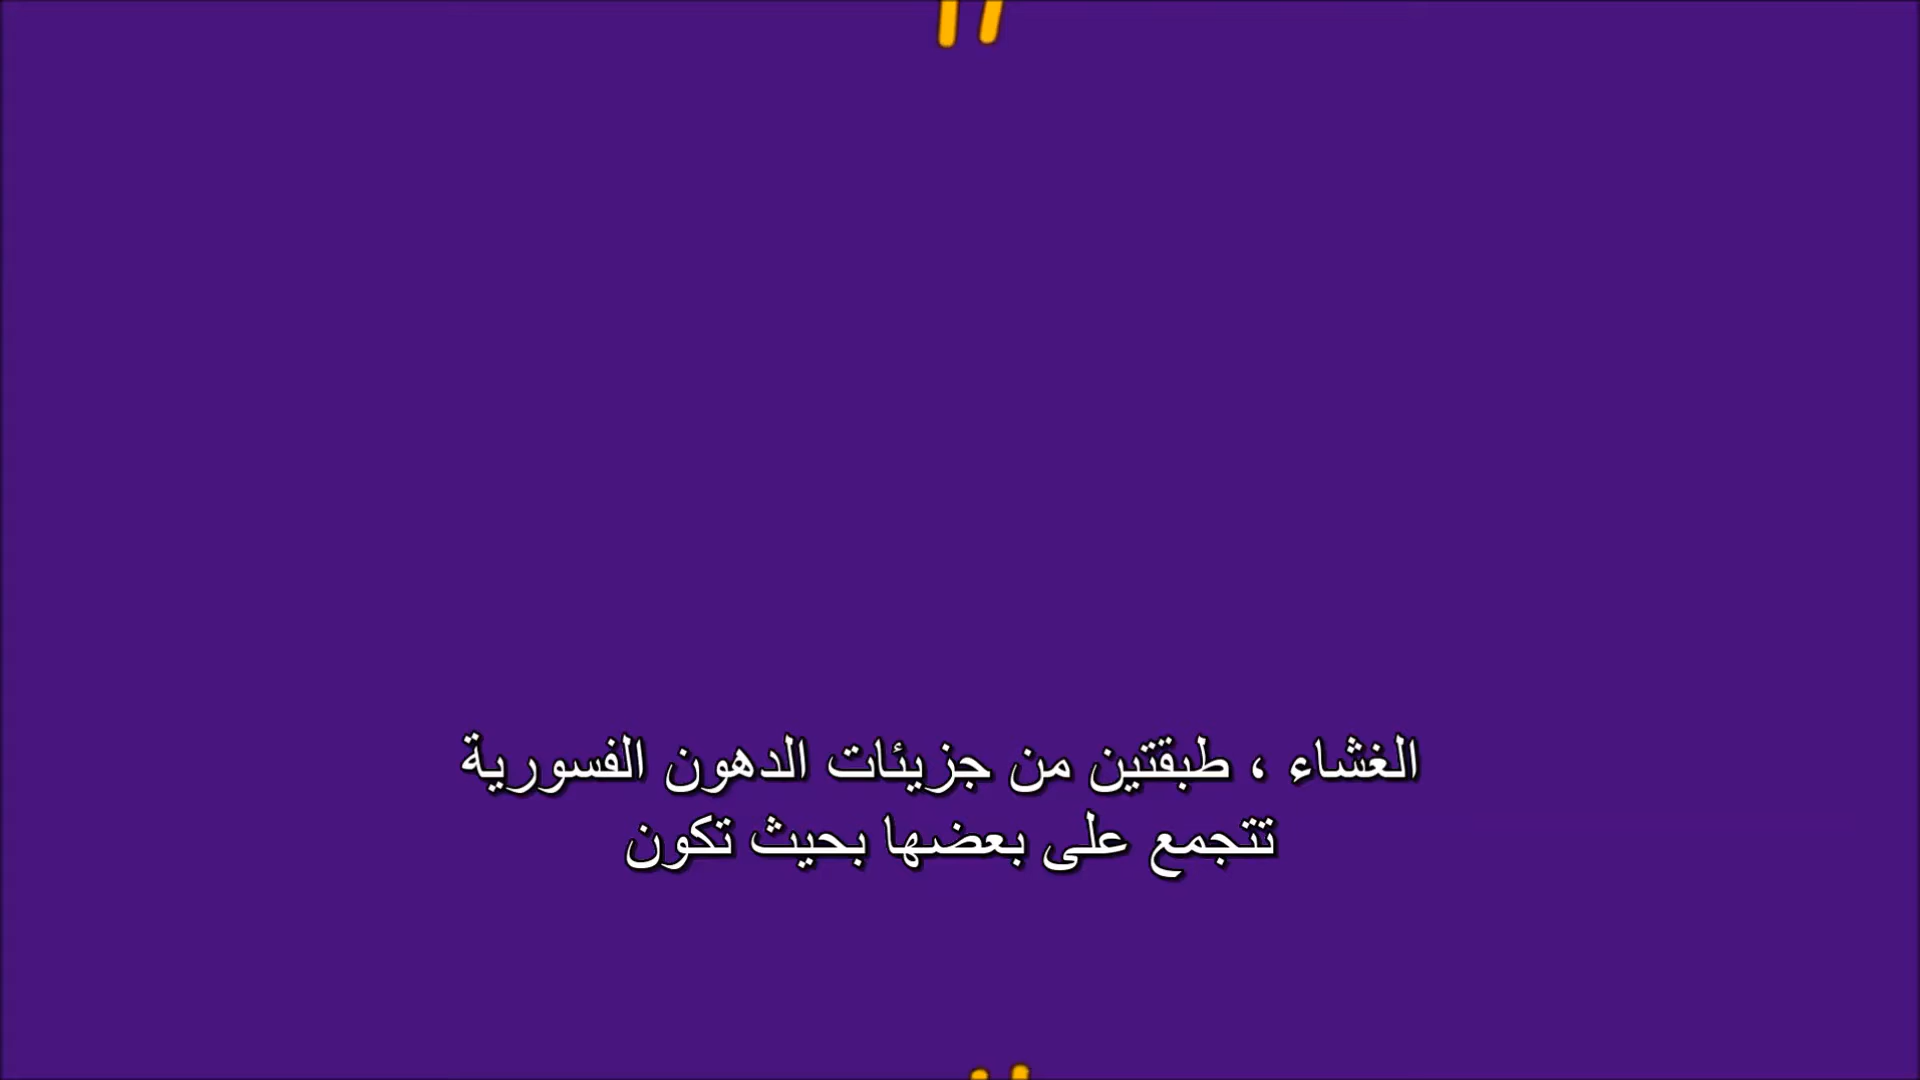 الغشاء ، طبقتين من جزيئات الدهون الفسورية
تتجمع على بعضها بحيث تكون